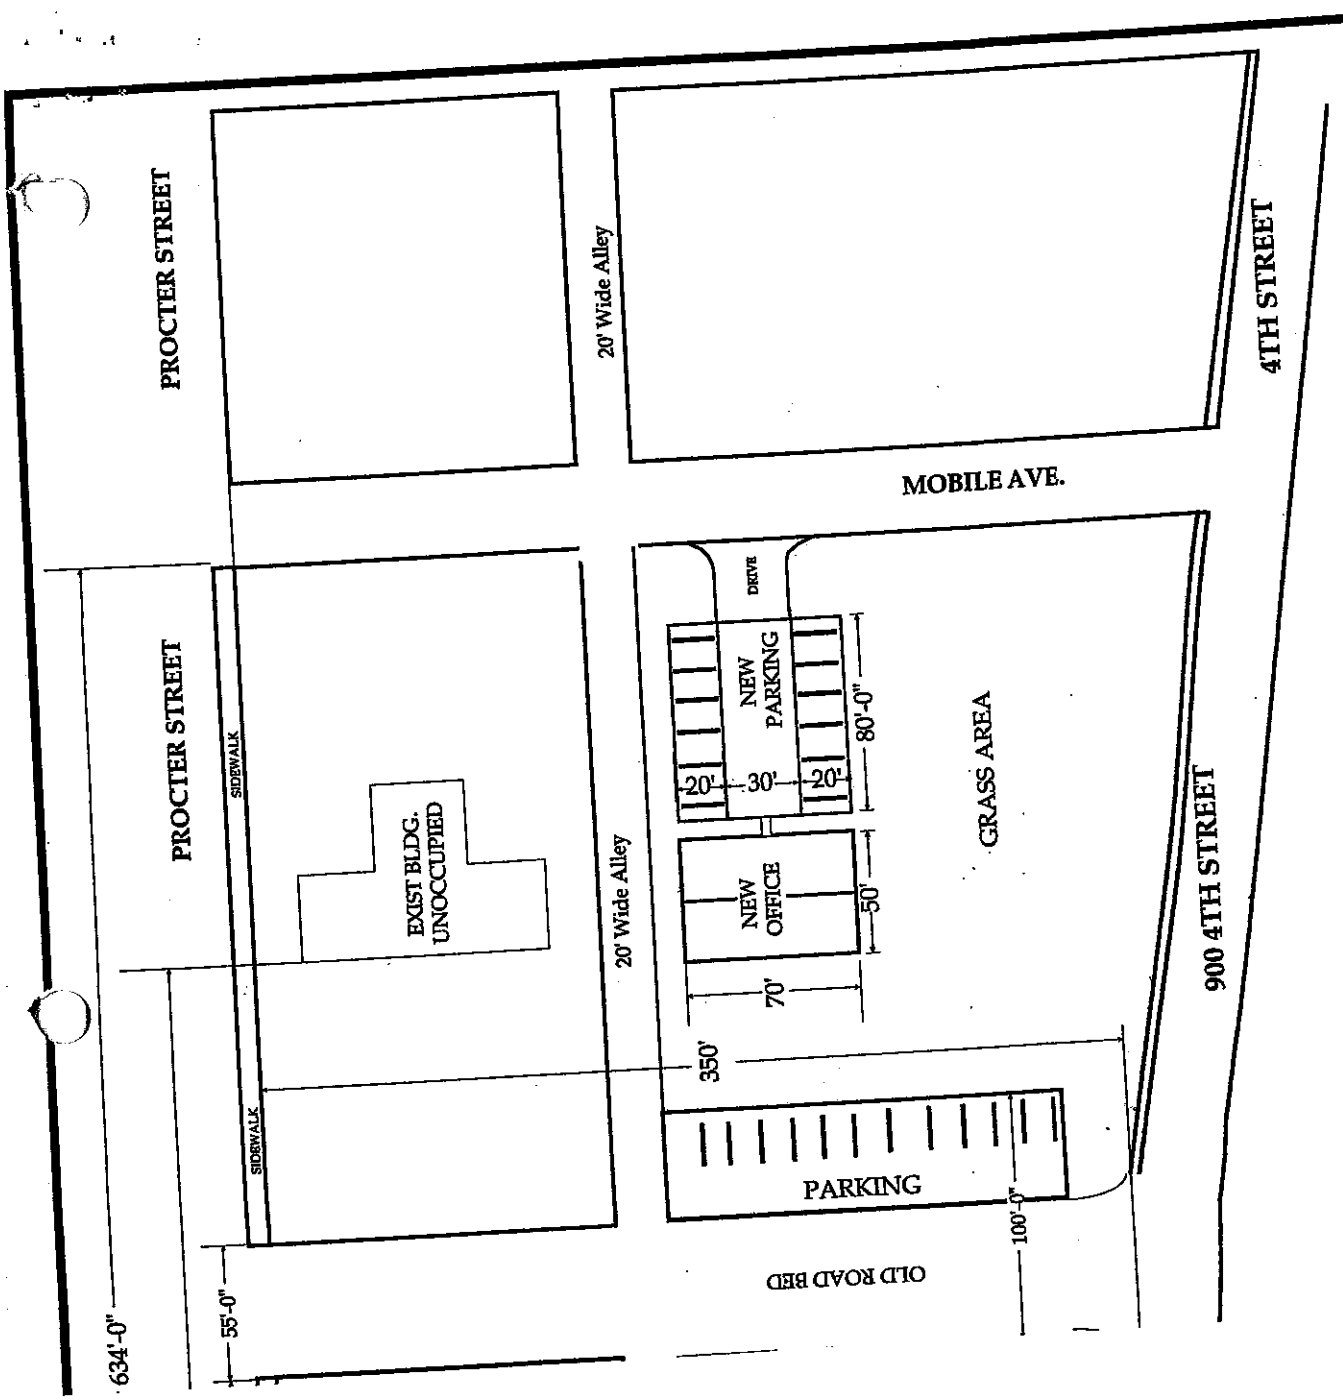 PROCTER STREET
20' Wide Alley
4TH STREET
MOBILE AVE.
PROCTER STREET
SIDEWALK
DRIVE
NEW
PARKING
80'-0"
20'
30'
20'
EXIST BLDG.
UNOCCUPIED
20' Wide Alley
NEW
OFFICE
50'
70'
GRASS AREA
900 4TH STREET
350'
SIDEWALK
PARKING
100'-0"
OLD ROAD BED
55'-0"
634'-0"